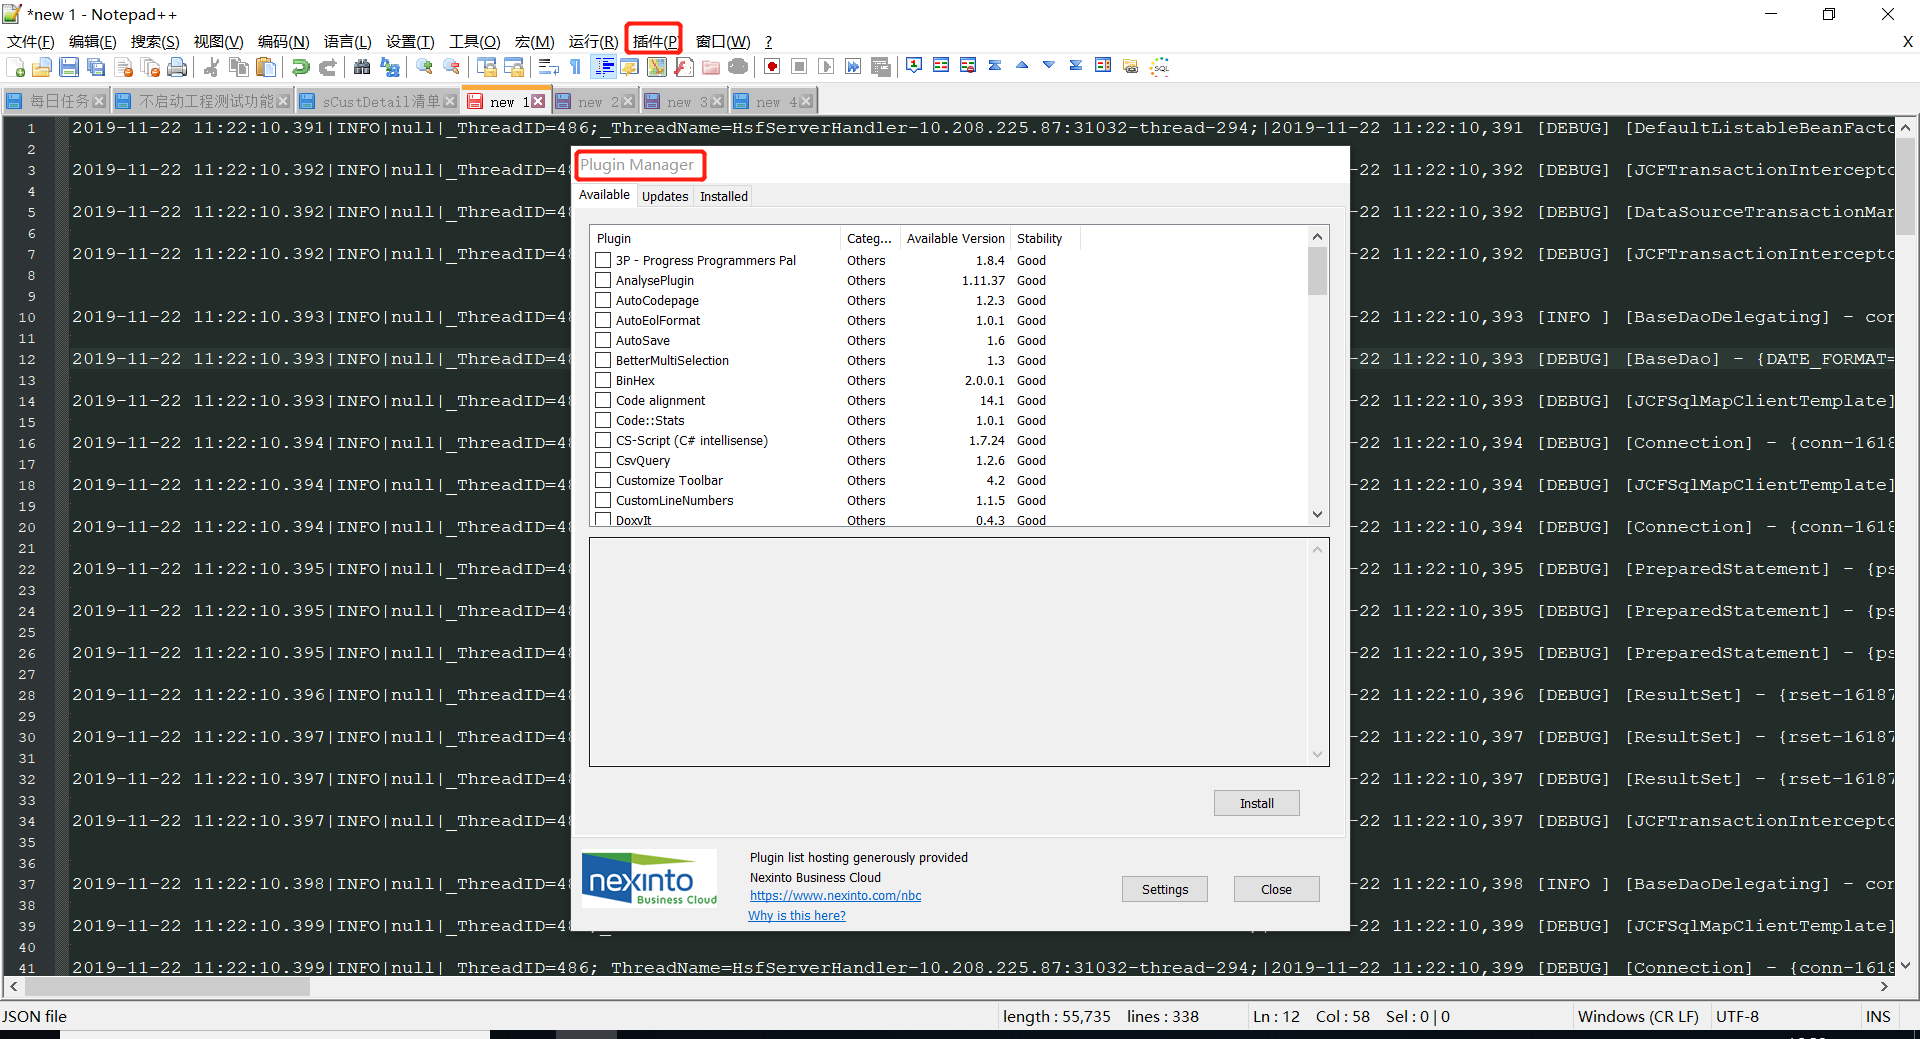 *new 1 - Notepad++
文件(F) 编辑(E) 搜索(S) 视图(V) 编码(N) 语言(L) 设置(T) 工具(O) 宏(M) 运行(R) 插件(P 窗口(W) ?
X
每日任务 不启动工程测试功能 sCustDetail清单 new 1 new 2 new 3 new 4
1 2019-11-22 11:22:10.391|INFO|null|_ThreadID=486;_ThreadName=HsfServerHandler-10.208.225.87:31032-thread-294;|2019-11-22 11:22:10,391 [DEBUG] [DefaultListableBeanFacto
2
3 2019-11-22 11:22:10.392|INFO|null|_ThreadID=4 -22 11:22:10,392 [DEBUG] [JCFTransactionIntercepto
4
5 2019-11-22 11:22:10.392|INFO|null|_ThreadID=4 -22 11:22:10,392 [DEBUG] [DataSourceTransactionMan
6
7 2019-11-22 11:22:10.392|INFO|null|_ThreadID=4 -22 11:22:10,392 [DEBUG] [JCFTransactionIntercepto
8
9
10 2019-11-22 11:22:10.393|INFO|null|_ThreadID=4 -22 11:22:10,393 [INFO ] [BaseDaoDelegating] - con
11
12 2019-11-22 11:22:10.393|INFO|null|_ThreadID=4 -22 11:22:10,393 [DEBUG] [BaseDao] - {DATE_FORMAT=
13
14 2019-11-22 11:22:10.393|INFO|null|_ThreadID=4 -22 11:22:10,393 [DEBUG] [JCFSqlMapClientTemplate]
15
16 2019-11-22 11:22:10.394|INFO|null|_ThreadID=4 -22 11:22:10,394 [DEBUG] [Connection] - {conn-1618
17
18 2019-11-22 11:22:10.394|INFO|null|_ThreadID=4 -22 11:22:10,394 [DEBUG] [JCFSqlMapClientTemplate]
19
20 2019-11-22 11:22:10.394|INFO|null|_ThreadID=4 -22 11:22:10,394 [DEBUG] [Connection] - {conn-1618
21
22 2019-11-22 11:22:10.395|INFO|null|_ThreadID=4 -22 11:22:10,395 [DEBUG] [PreparedStatement] - {ps
23
24 2019-11-22 11:22:10.395|INFO|null|_ThreadID=4 -22 11:22:10,395 [DEBUG] [PreparedStatement] - {ps
25
26 2019-11-22 11:22:10.395|INFO|null|_ThreadID=4 -22 11:22:10,395 [DEBUG] [PreparedStatement] - {ps
27
28 2019-11-22 11:22:10.396|INFO|null|_ThreadID=4 -22 11:22:10,396 [DEBUG] [ResultSet] - {rset-16187
29
30 2019-11-22 11:22:10.397|INFO|null|_ThreadID=4 -22 11:22:10,397 [DEBUG] [ResultSet] - {rset-16187
31
32 2019-11-22 11:22:10.397|INFO|null|_ThreadID=4 -22 11:22:10,397 [DEBUG] [ResultSet] - {rset-16187
33
34 2019-11-22 11:22:10.397|INFO|null|_ThreadID=4 -22 11:22:10,397 [DEBUG] [JCFTransactionIntercepto
35
36
37 2019-11-22 11:22:10.398|INFO|null|_ThreadID=4 -22 11:22:10,398 [INFO ] [BaseDaoDelegating] - con
38
39 2019-11-22 11:22:10.399|INFO|null|_ThreadID=4 -22 11:22:10,399 [DEBUG] [JCFSqlMapClientTemplate]
40
41 2019-11-22 11:22:10.399|INFO|null|_ThreadID=486;_ThreadName=HsfServerHandler-10.208.225.87:31032-thread-294;|2019-11-22 11:22:10,399 [DEBUG] [Connection] - {conn-1618
Plugin Manager
Available Updates Installed
Plugin Categ... Available Version Stability
3P - Progress Programmers Pal Others 1.8.4 Good
AnalysePlugin Others 1.11.37 Good
AutoCodepage Others 1.2.3 Good
AutoEolFormat Others 1.0.1 Good
AutoSave Others 1.6 Good
BetterMultiSelection Others 1.3 Good
BinHex Others 2.0.0.1 Good
Code alignment Others 14.1 Good
Code::Stats Others 1.0.1 Good
CS-Script (C# intellisense) Others 1.7.24 Good
CsvQuery Others 1.2.6 Good
Customize Toolbar Others 4.2 Good
CustomLineNumbers Others 1.1.5 Good
DoxyIt Others 0.4.3 Good
Install
nexinto
Business Cloud
Plugin list hosting generously provided
Nexinto Business Cloud
https://www.nexinto.com/nbc
Why is this here?
Settings Close
JSON file length : 55,735 lines : 338 Ln : 12 Col : 58 Sel : 0 | 0 Windows (CR LF) UTF-8 INS